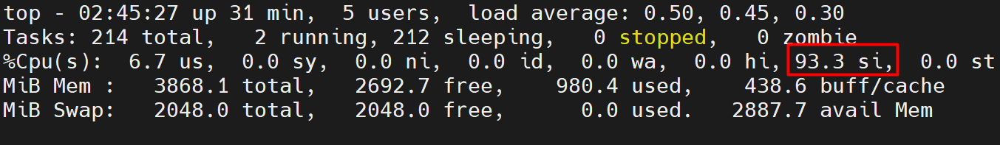 top - 02:45:27 up 31 min,  5 users,  load average: 0.50, 0.45, 0.30
Tasks: 214 total,   2 running, 212 sleeping,   0 stopped,   0 zombie
%Cpu(s):  6.7 us,  0.0 sy,  0.0 ni,  0.0 id,  0.0 wa,  0.0 hi, 93.3 si,  0.0 st
MiB Mem :   3868.1 total,   2692.7 free,    980.4 used,    438.6 buff/cache
MiB Swap:   2048.0 total,   2048.0 free,      0.0 used.   2887.7 avail Mem